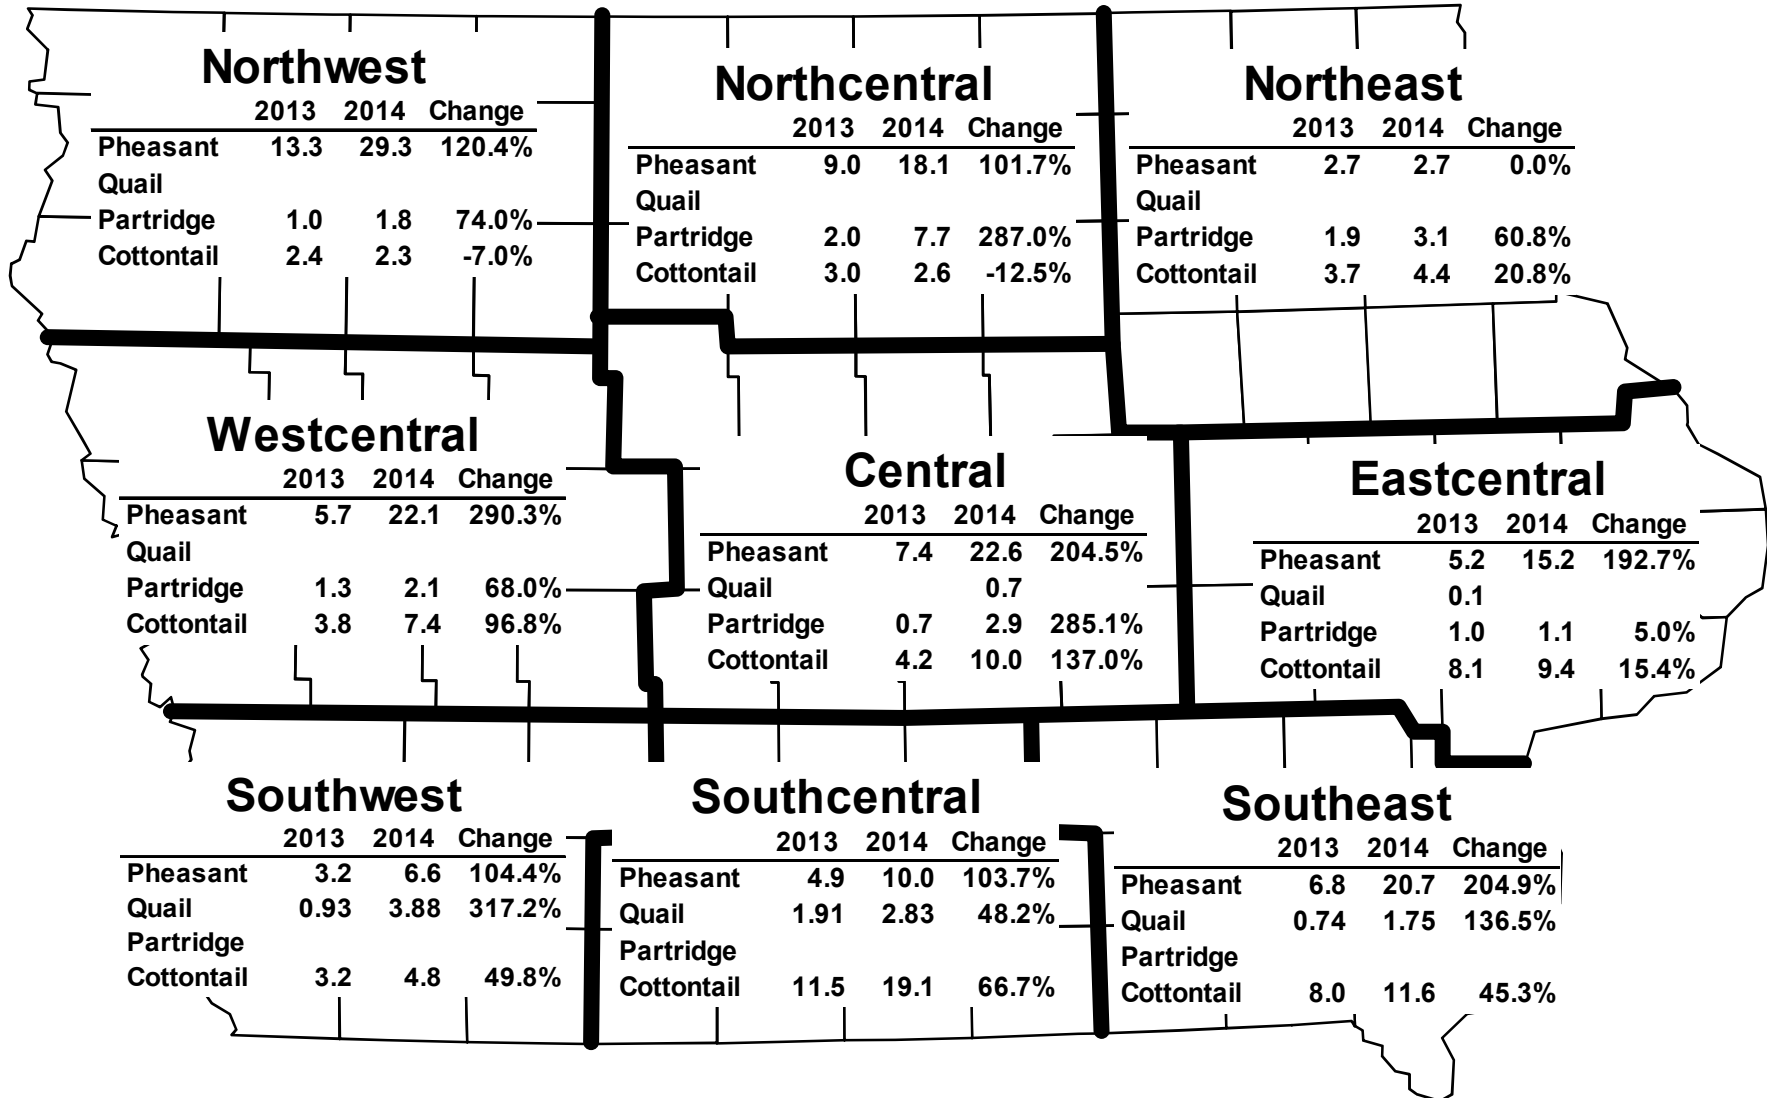 Northwest
2013 2014 Change
Pheasant 13.3 29.3 120.4%
Quail
Partridge 1.0 1.8 74.0%
Cottontail 2.4 2.3 -7.0%
Northcentral
2013 2014 Change
Pheasant 9.0 18.1 101.7%
Quail
Partridge 2.0 7.7 287.0%
Cottontail 3.0 2.6 -12.5%
Northeast
2013 2014 Change
Pheasant 2.7 2.7 0.0%
Quail
Partridge 1.9 3.1 60.8%
Cottontail 3.7 4.4 20.8%
Westcentral
2013 2014 Change
Pheasant 5.7 22.1 290.3%
Quail
Partridge 1.3 2.1 68.0%
Cottontail 3.8 7.4 96.8%
Central
2013 2014 Change
Pheasant 7.4 22.6 204.5%
Quail 0.7
Partridge 0.7 2.9 285.1%
Cottontail 4.2 10.0 137.0%
Eastcentral
2013 2014 Change
Pheasant 5.2 15.2 192.7%
Quail 0.1
Partridge 1.0 1.1 5.0%
Cottontail 8.1 9.4 15.4%
Southwest
2013 2014 Change
Pheasant 3.2 6.6 104.4%
Quail 0.93 3.88 317.2%
Partridge
Cottontail 3.2 4.8 49.8%
Southcentral
2013 2014 Change
Pheasant 4.9 10.0 103.7%
Quail 1.91 2.83 48.2%
Partridge
Cottontail 11.5 19.1 66.7%
Southeast
2013 2014 Change
Pheasant 6.8 20.7 204.9%
Quail 0.74 1.75 136.5%
Partridge
Cottontail 8.0 11.6 45.3%